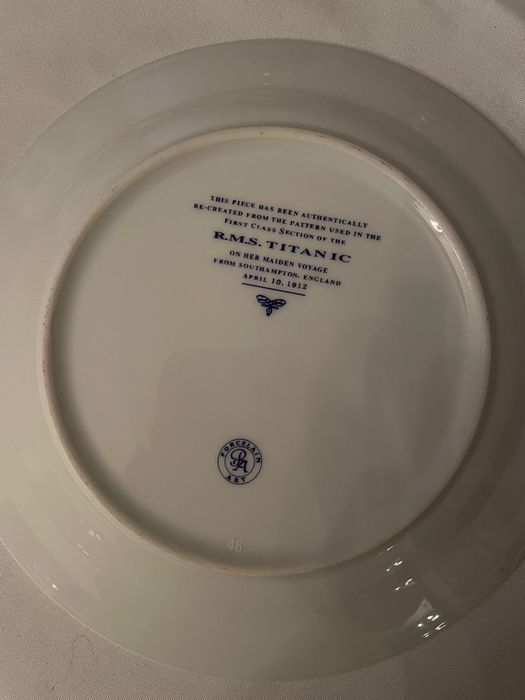 THIS PIECE HAS BEEN AUTHENTICALLY
RE-CREATED FROM THE PATTERN USED IN THE
FIRST CLASS SECTION OF THE
R.M.S. TITANIC
ON HER MAIDEN VOYAGE
FROM SOUTHAMPTON, ENGLAND
APRIL 10, 1912
PORCELAIN
PA
ART
46